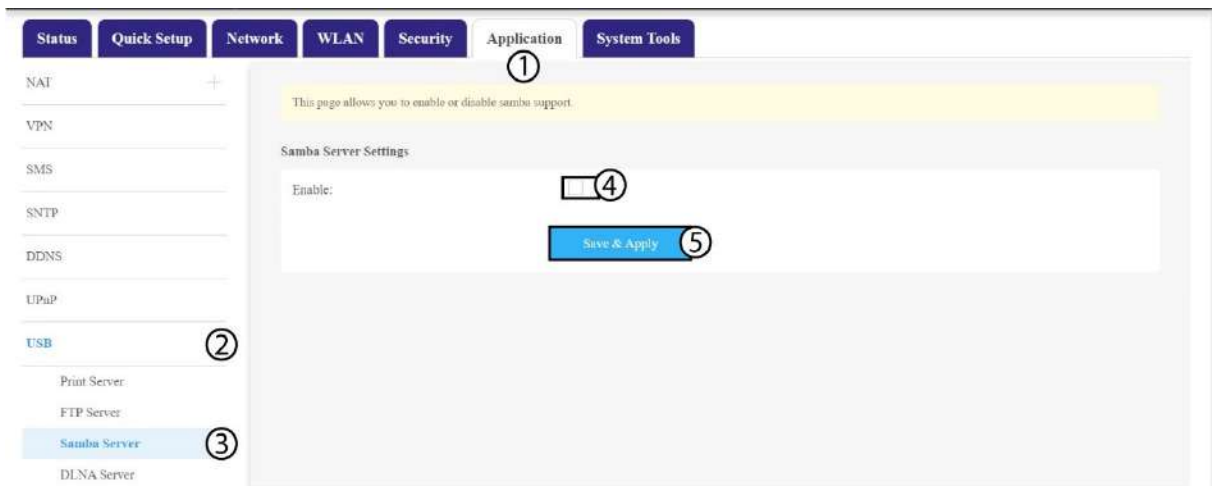 Status Quick Setup Network WLAN Security Application System Tools
①
NAT +
This page allows you to enable or disable samba support.
VPN
Samba Server Settings
SMS
Enable: ④
SNTP
Save & Apply ⑤
DDNS
UPnP
USB ②
Print Server
FTP Server
Samba Server ③
DLNA Server